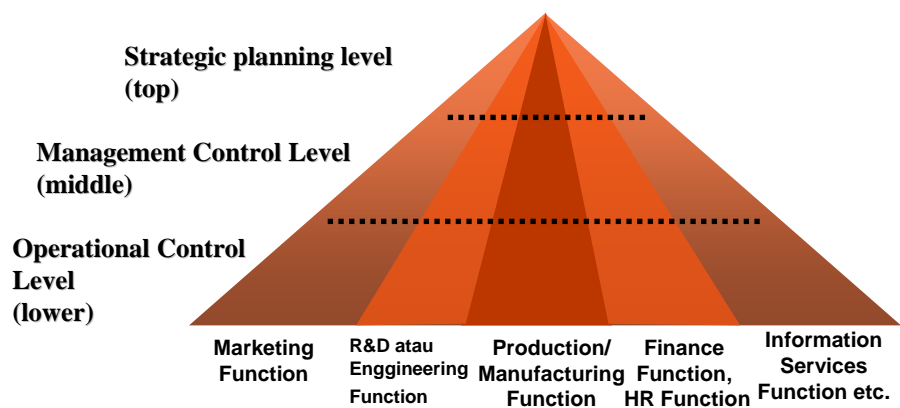 Strategic planning level
(top)
Management Control Level
(middle)
Operational Control
Level
(lower)
Marketing
Function
R&D atau
Enggineering
Function
Production/
Manufacturing
Function
Finance
Function,
HR Function
Information
Services
Function etc.